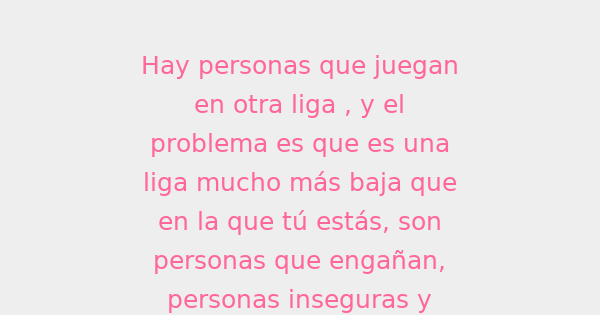 Hay personas que juegan
en otra liga , y el
problema es que es una
liga mucho más baja que
en la que tú estás, son
personas que engañan,
personas inseguras y